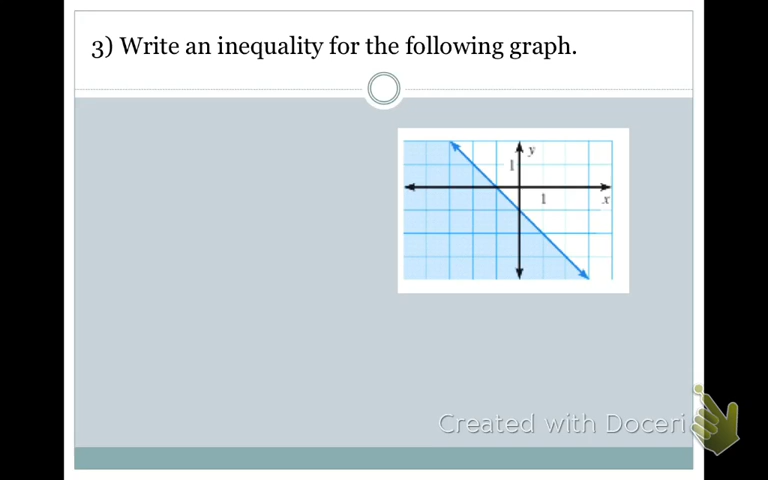 3) Write an inequality for the following graph.
y
1
1
x
Created with Doceri